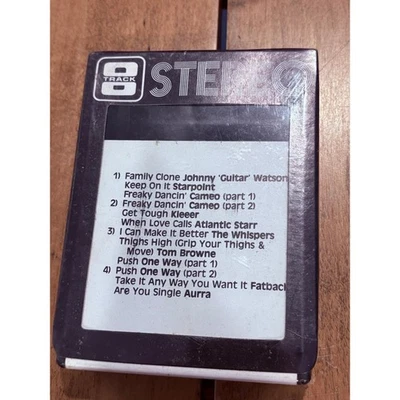 8 TRACK STEREO
1) Family Clone Johnny 'Guitar' Watson
Keep On It Starpoint
Freaky Dancin' Cameo (part 1)
2) Freaky Dancin' Cameo (part 2)
Get Tough Kleeer
When Love Calls Atlantic Starr
3) I Can Make It Better The Whispers
Thighs High (Grip Your Thighs &
Move) Tom Browne
Push One Way (part 1)
4) Push One Way (part 2)
Take It Any Way You Want It Fatback
Are You Single Aurra